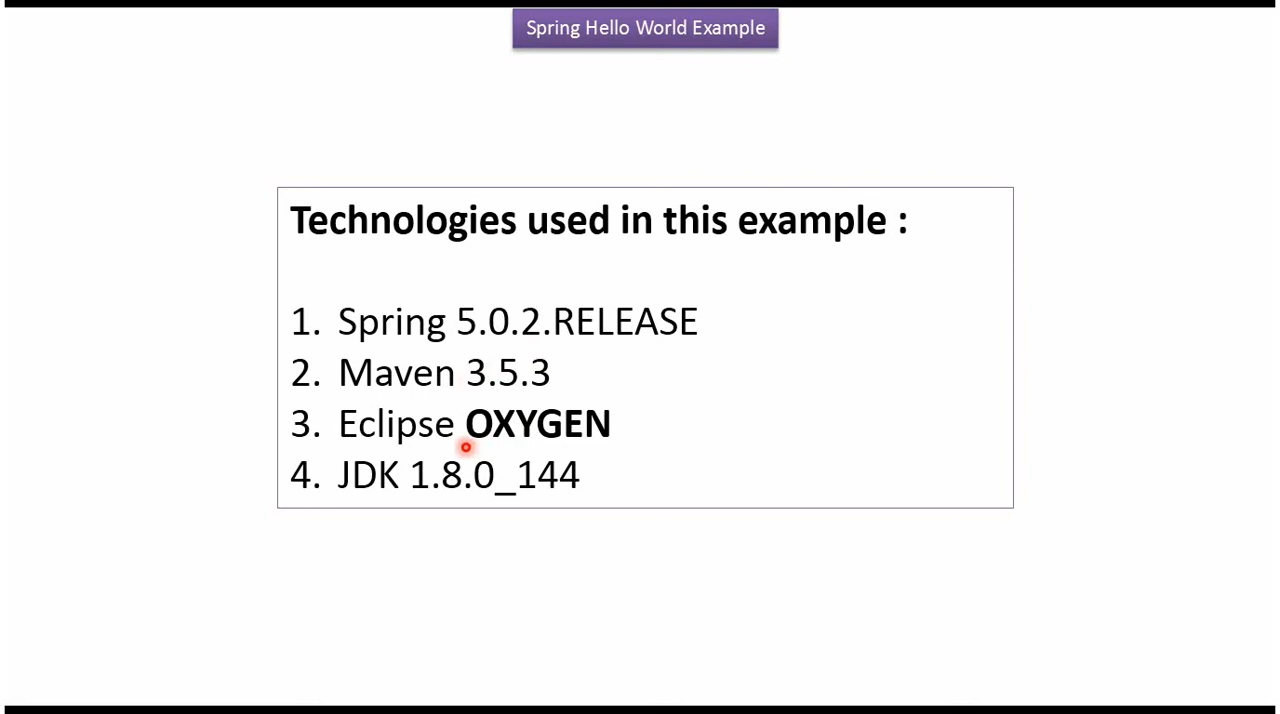 Spring Hello World Example
Technologies used in this example :
1. Spring 5.0.2.RELEASE
2. Maven 3.5.3
3. Eclipse OXYGEN
4. JDK 1.8.0_144